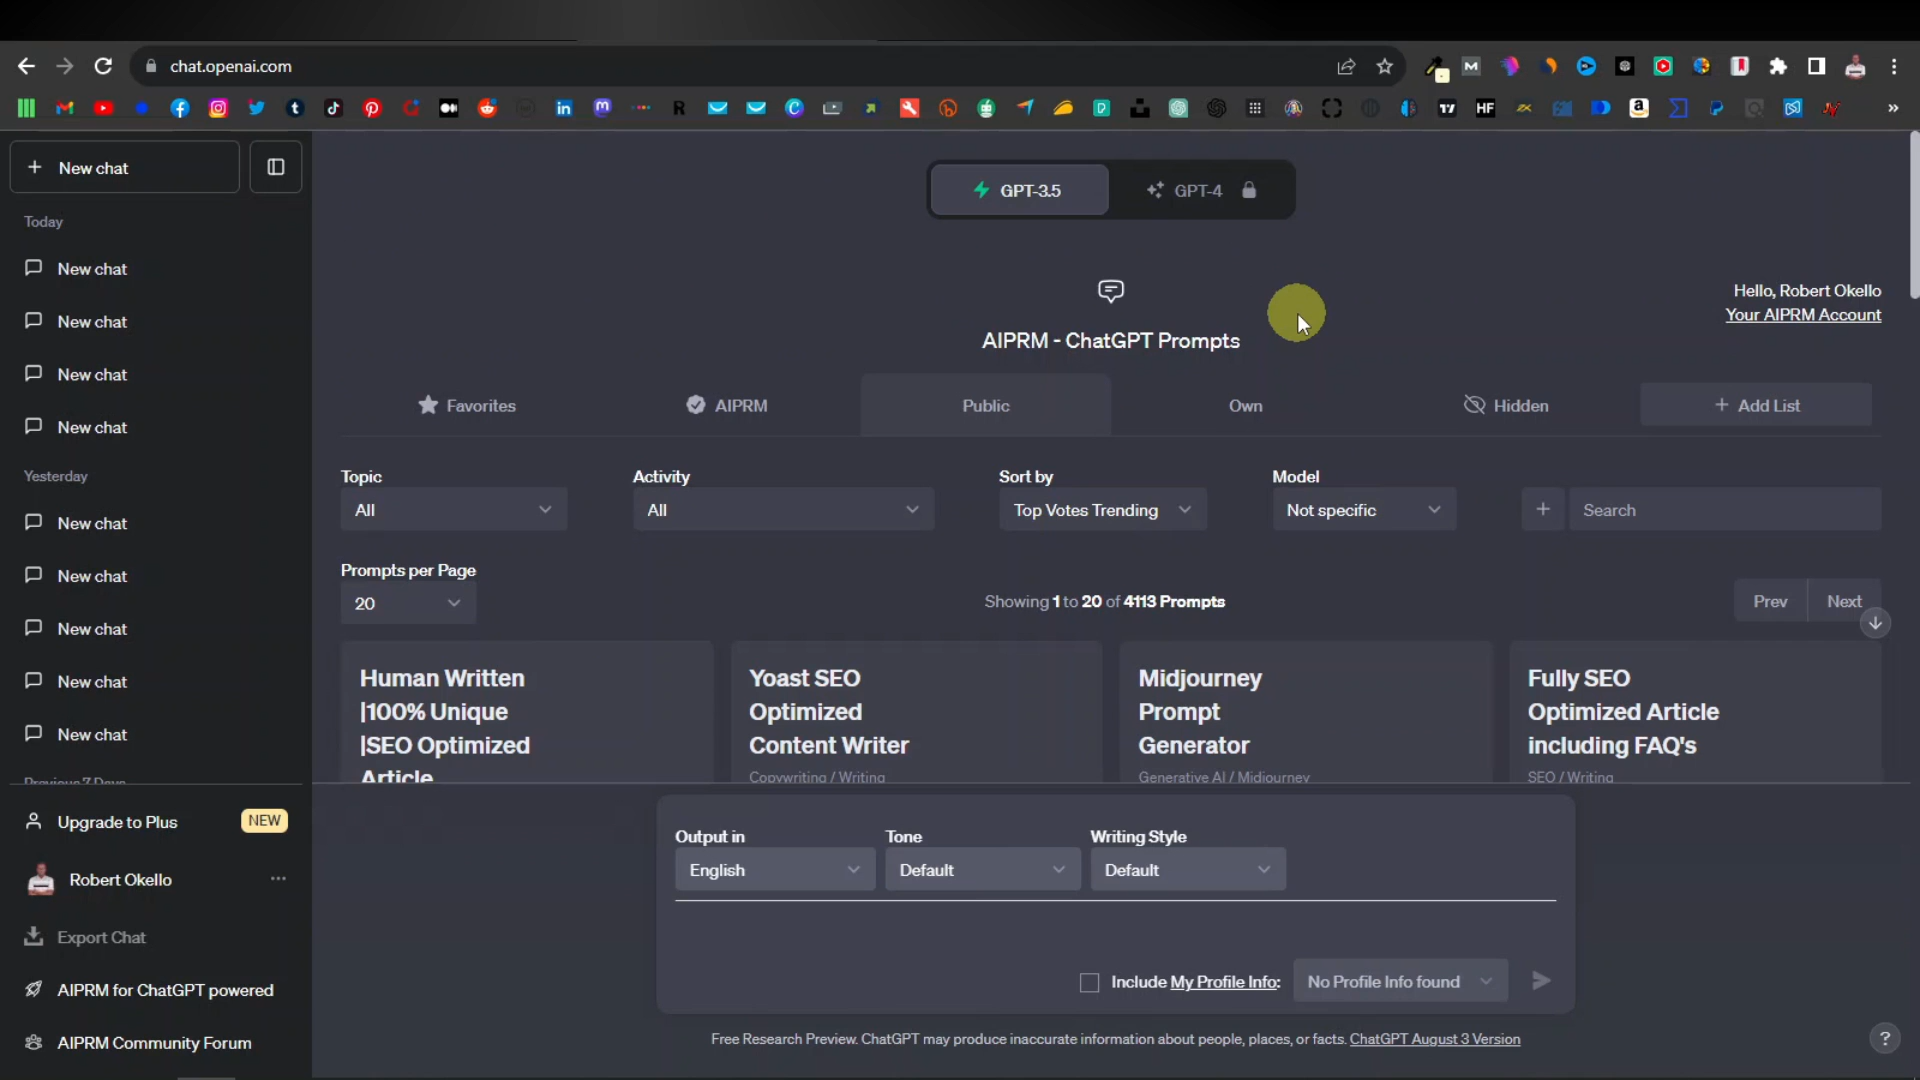 chat.openai.com
New chat
GPT-3.5
GPT-4
Today
New chat
New chat
New chat
New chat
Yesterday
New chat
New chat
New chat
New chat
New chat
Previous 7 Days
Upgrade to Plus
NEW
Robert Okello
Export Chat
AIPRM for ChatGPT powered
AIPRM Community Forum
Hello, Robert Okello
Your AIPRM Account
AIPRM - ChatGPT Prompts
Favorites
AIPRM
Public
Own
Hidden
+ Add List
Topic
All
Activity
All
Sort by
Top Votes Trending
Model
Not specific
+
Search
Prompts per Page
20
Showing 1 to 20 of 4113 Prompts
Prev
Next
Human Written
|100% Unique
|SEO Optimized
Article
Yoast SEO
Optimized
Content Writer
Copywriting / Writing
Midjourney
Prompt
Generator
Generative AI / Midjourney
Fully SEO
Optimized Article
including FAQ's
SEO / Writing
Output in
English
Tone
Default
Writing Style
Default
Include My Profile Info:
No Profile Info found
Free Research Preview. ChatGPT may produce inaccurate information about people, places, or facts. ChatGPT August 3 Version
?